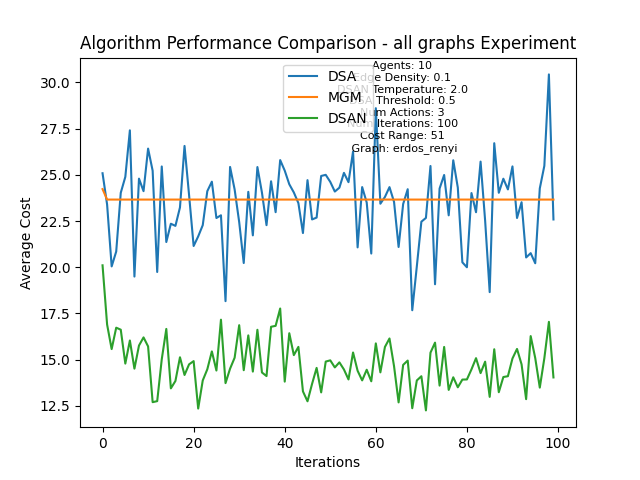 Algorithm Performance Comparison - all graphs Experiment
DSA
MGM
DSAN
Agents: 10
Edge Density: 0.1
DSAN Temperature: 2.0
DSA Threshold: 0.5
Num Actions: 3
Num Iterations: 100
Cost Range: 51
Graph: erdos_renyi
Average Cost
30.0
27.5
25.0
22.5
20.0
17.5
15.0
12.5
0
20
40
60
80
100
Iterations